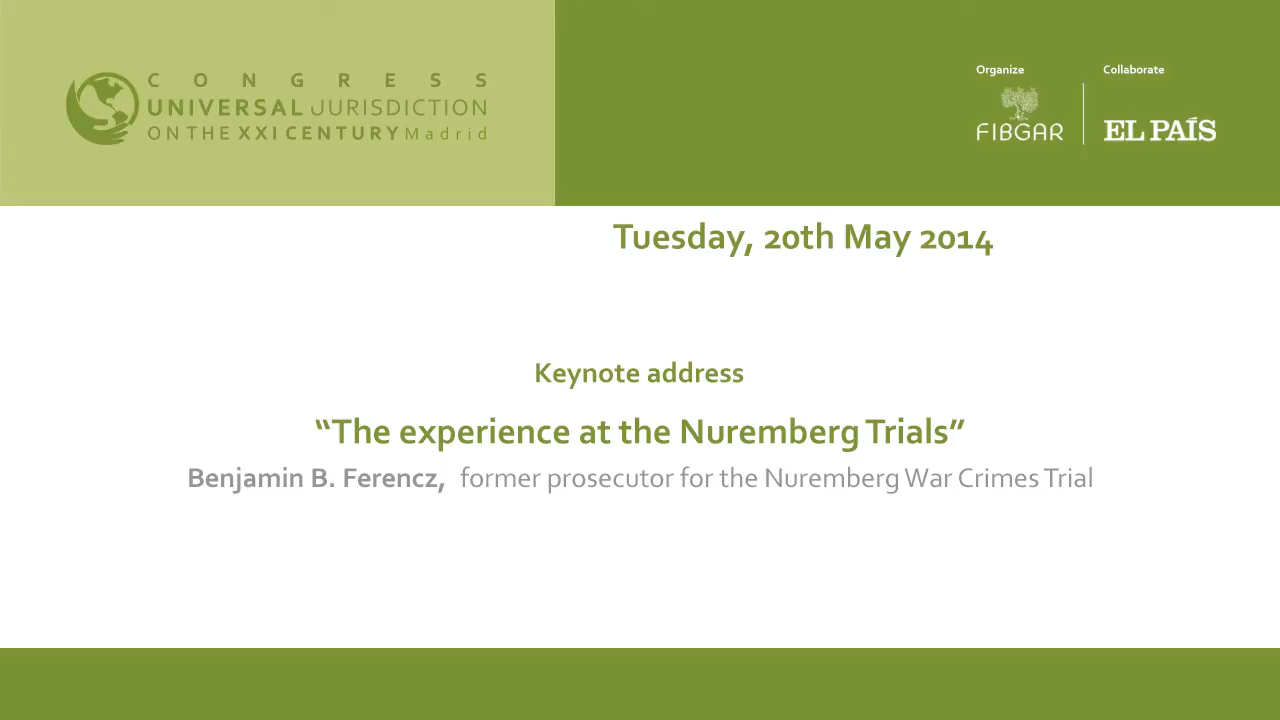 CONGRESS
UNIVERSAL JURISDICTION
ON THE XXI CENTURY Madrid
Organize
FIBGAR
Collaborate
EL PAÍS
Tuesday, 20th May 2014
Keynote address
“The experience at the Nuremberg Trials”
Benjamin B. Ferencz, former prosecutor for the Nuremberg War Crimes Trial